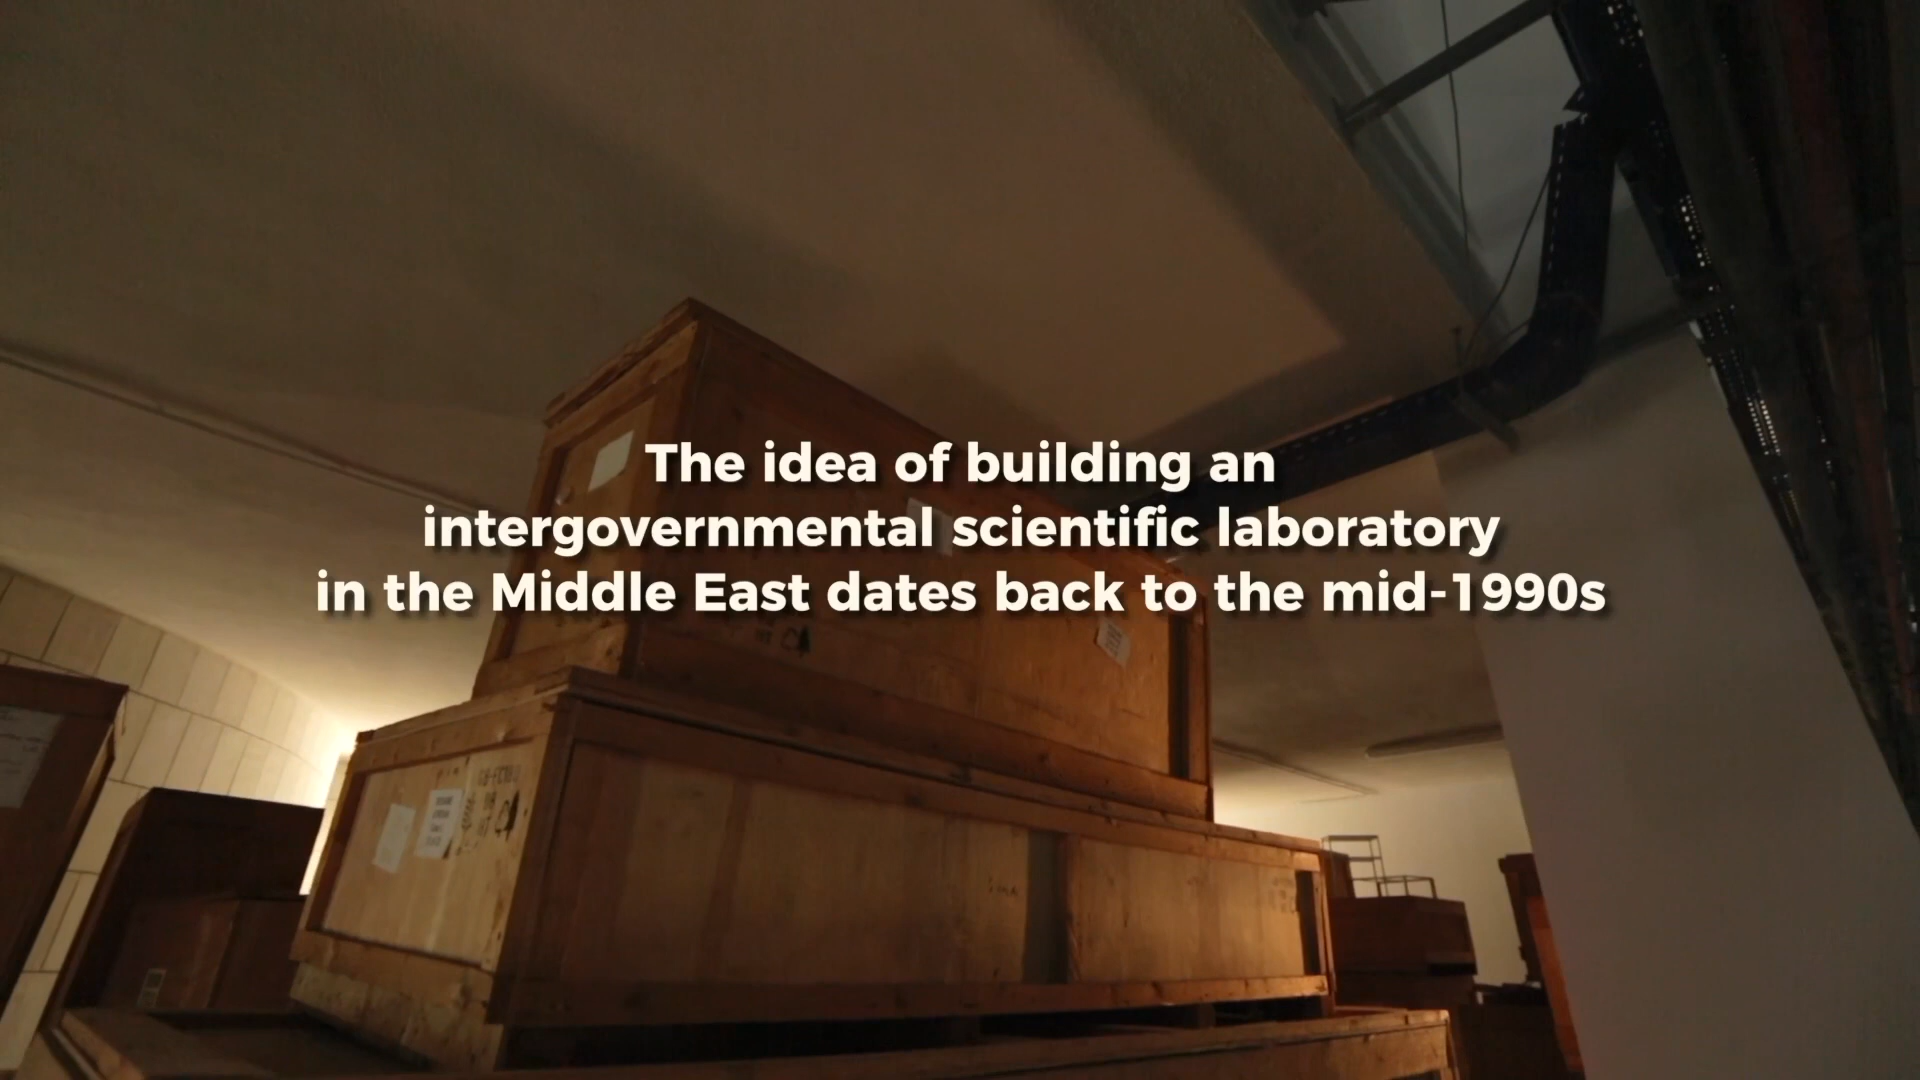 The idea of building an
intergovernmental scientific laboratory
in the Middle East dates back to the mid-1990s